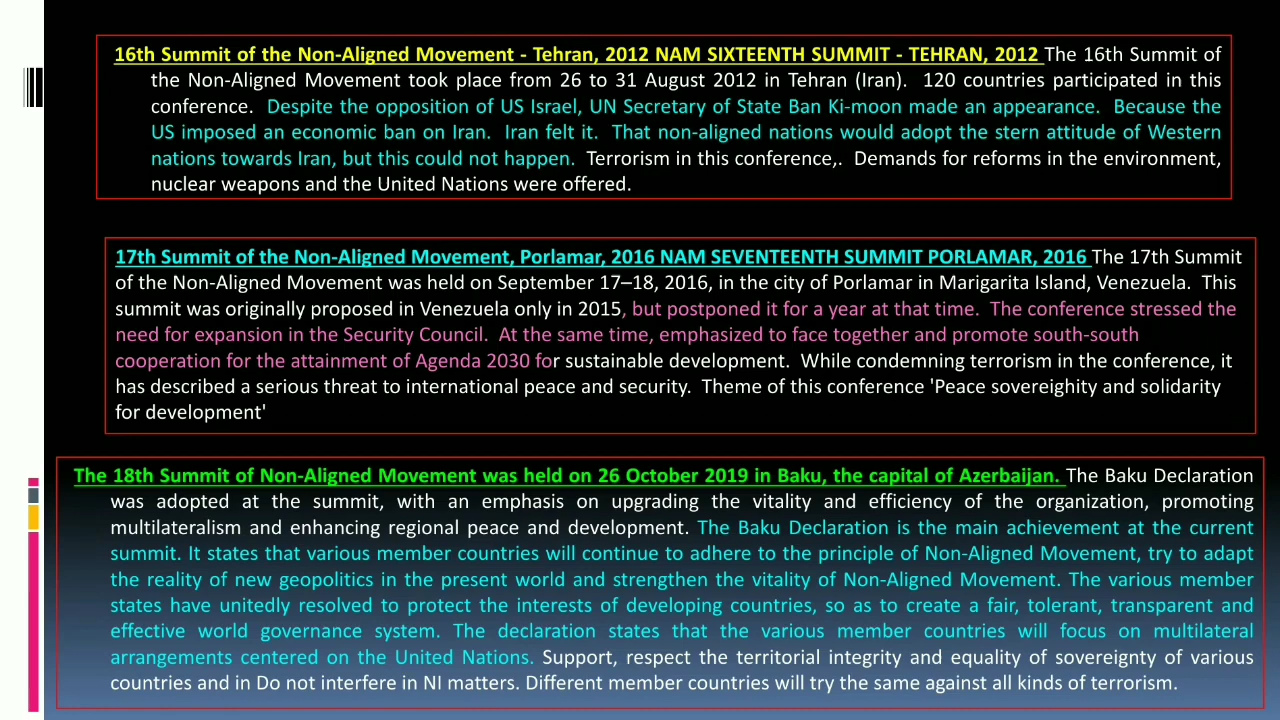 16th Summit of the Non-Aligned Movement - Tehran, 2012 NAM SIXTEENTH SUMMIT - TEHRAN, 2012 The 16th Summit of
the Non-Aligned Movement took place from 26 to 31 August 2012 in Tehran (Iran). 120 countries participated in this
conference. Despite the opposition of US Israel, UN Secretary of State Ban Ki-moon made an appearance. Because the
US imposed an economic ban on Iran. Iran felt it. That non-aligned nations would adopt the stern attitude of Western
nations towards Iran, but this could not happen. Terrorism in this conference,. Demands for reforms in the environment,
nuclear weapons and the United Nations were offered.
17th Summit of the Non-Aligned Movement, Porlamar, 2016 NAM SEVENTEENTH SUMMIT PORLAMAR, 2016 The 17th Summit
of the Non-Aligned Movement was held on September 17–18, 2016, in the city of Porlamar in Marigarita Island, Venezuela. This
summit was originally proposed in Venezuela only in 2015, but postponed it for a year at that time. The conference stressed the
need for expansion in the Security Council. At the same time, emphasized to face together and promote south-south
cooperation for the attainment of Agenda 2030 for sustainable development. While condemning terrorism in the conference, it
has described a serious threat to international peace and security. Theme of this conference 'Peace sovereighity and solidarity
for development'
The 18th Summit of Non-Aligned Movement was held on 26 October 2019 in Baku, the capital of Azerbaijan. The Baku Declaration
was adopted at the summit, with an emphasis on upgrading the vitality and efficiency of the organization, promoting
multilateralism and enhancing regional peace and development. The Baku Declaration is the main achievement at the current
summit. It states that various member countries will continue to adhere to the principle of Non-Aligned Movement, try to adapt
the reality of new geopolitics in the present world and strengthen the vitality of Non-Aligned Movement. The various member
states have unitedly resolved to protect the interests of developing countries, so as to create a fair, tolerant, transparent and
effective world governance system. The declaration states that the various member countries will focus on multilateral
arrangements centered on the United Nations. Support, respect the territorial integrity and equality of sovereignty of various
countries and in Do not interfere in NI matters. Different member countries will try the same against all kinds of terrorism.